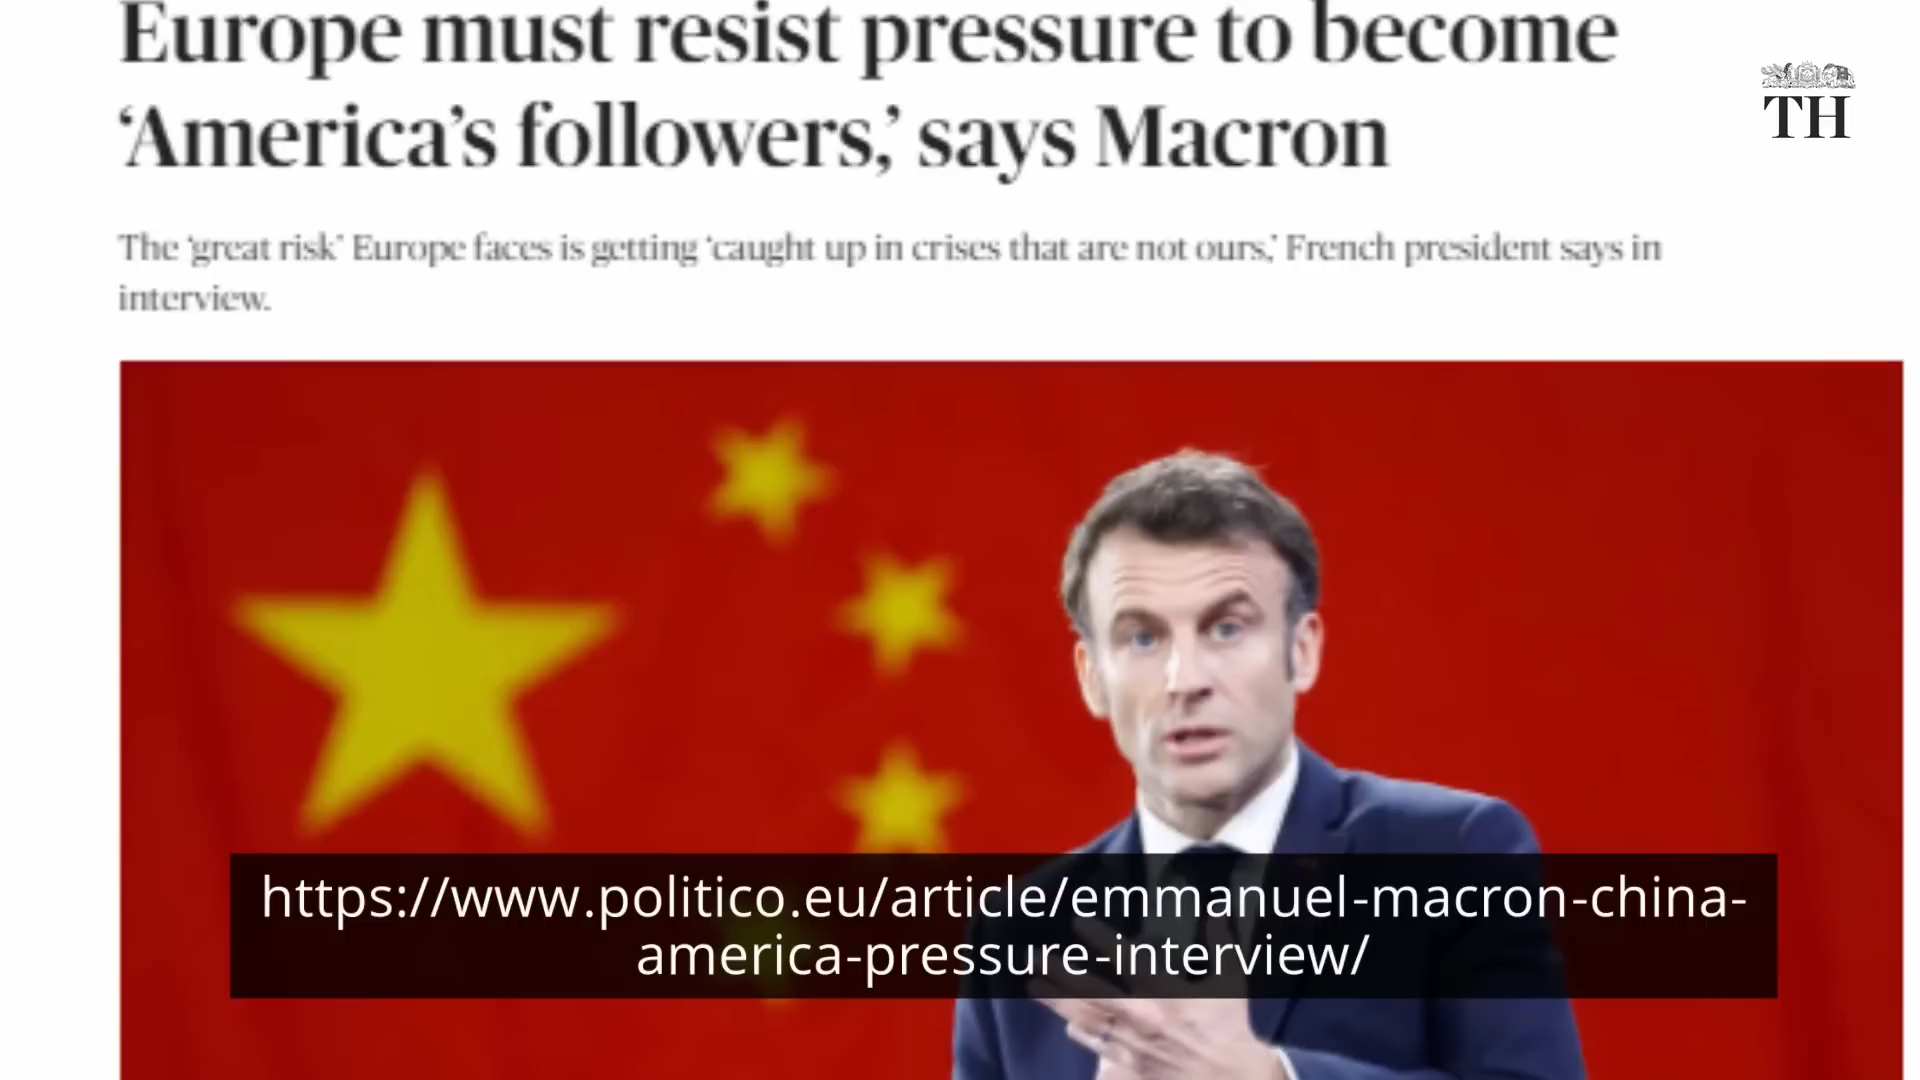 Europe must resist pressure to become
‘America’s followers,’ says Macron
TH
The ‘great risk’ Europe faces is getting ‘caught up in crises that are not ours,’ French president says in
interview.
https://www.politico.eu/article/emmanuel-macron-china-
america-pressure-interview/